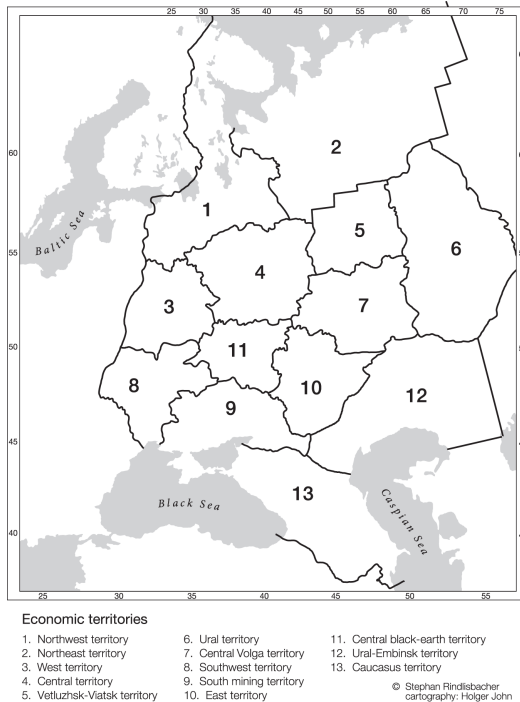 25 30 35 40 45 50 55 60 65 70 75
2
60
1
5
6
Baltic Sea
55
4
3
7
50
11
8
10
12
9
45
13
Black Sea
Caspian Sea
40
25 30 35 40 45 50 55
Economic territories
1. Northwest territory
2. Northeast territory
3. West territory
4. Central territory
5. Vetluzhsk-Viatsk territory
6. Ural territory
7. Central Volga territory
8. Southwest territory
9. South mining territory
10. East territory
11. Central black-earth territory
12. Ural-Embinsk territory
13. Caucasus territory
© Stephan Rindlisbacher
cartography: Holger John